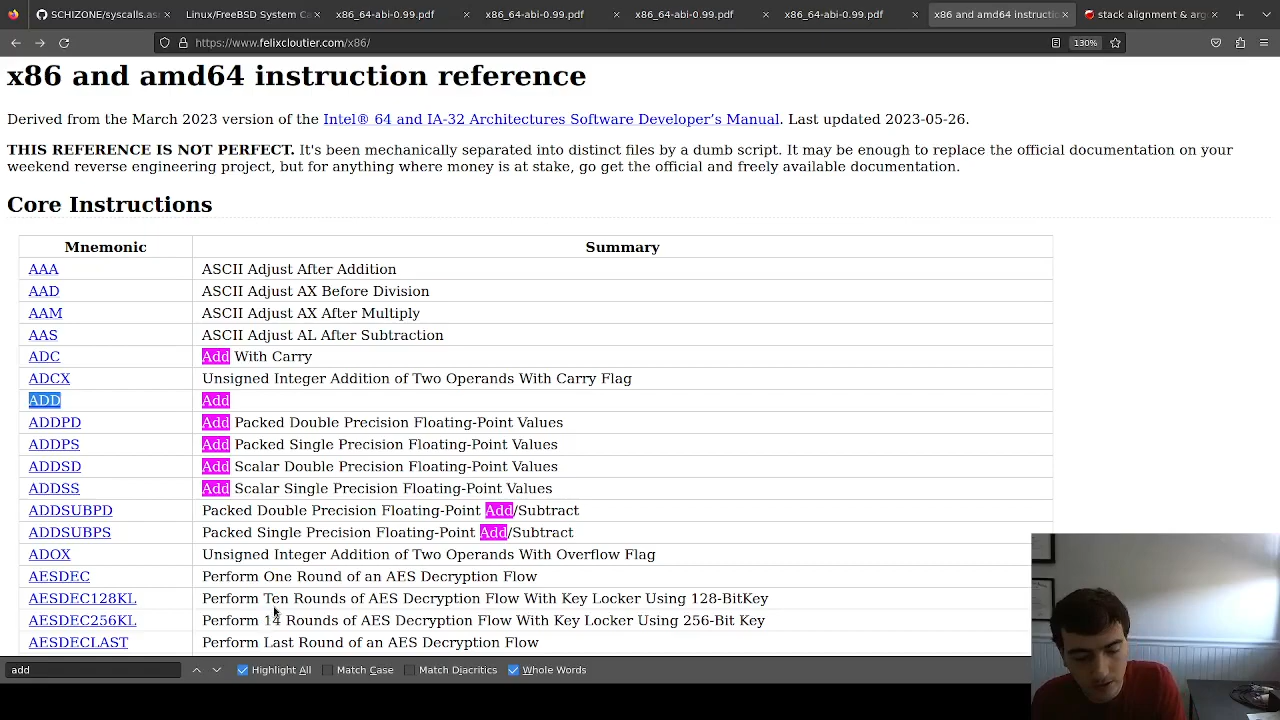 SCHIZONE/syscalls.as
Linux/FreeBSD System Ca
x86_64-abi-0.99.pdf
x86_64-abi-0.99.pdf
x86_64-abi-0.99.pdf
x86_64-abi-0.99.pdf
x86 and amd64 instructi
stack alignment & arg
https://www.felixcloutier.com/x86/
130%
x86 and amd64 instruction reference
Derived from the March 2023 version of the Intel® 64 and IA-32 Architectures Software Developer’s Manual. Last updated 2023-05-26.
THIS REFERENCE IS NOT PERFECT. It's been mechanically separated into distinct files by a dumb script. It may be enough to replace the official documentation on your
weekend reverse engineering project, but for anything where money is at stake, go get the official and freely available documentation.
Core Instructions
Mnemonic Summary
AAA ASCII Adjust After Addition
AAD ASCII Adjust AX Before Division
AAM ASCII Adjust AX After Multiply
AAS ASCII Adjust AL After Subtraction
ADC Add With Carry
ADCX Unsigned Integer Addition of Two Operands With Carry Flag
ADD Add
ADDPD Add Packed Double Precision Floating-Point Values
ADDPS Add Packed Single Precision Floating-Point Values
ADDSD Add Scalar Double Precision Floating-Point Values
ADDSS Add Scalar Single Precision Floating-Point Values
ADDSUBPD Packed Double Precision Floating-Point Add/Subtract
ADDSUBPS Packed Single Precision Floating-Point Add/Subtract
ADOX Unsigned Integer Addition of Two Operands With Overflow Flag
AESDEC Perform One Round of an AES Decryption Flow
AESDEC128KL Perform Ten Rounds of AES Decryption Flow With Key Locker Using 128-BitKey
AESDEC256KL Perform 14 Rounds of AES Decryption Flow With Key Locker Using 256-Bit Key
AESDECLAST Perform Last Round of an AES Decryption Flow
add Highlight All Match Case Match Diacritics Whole Words